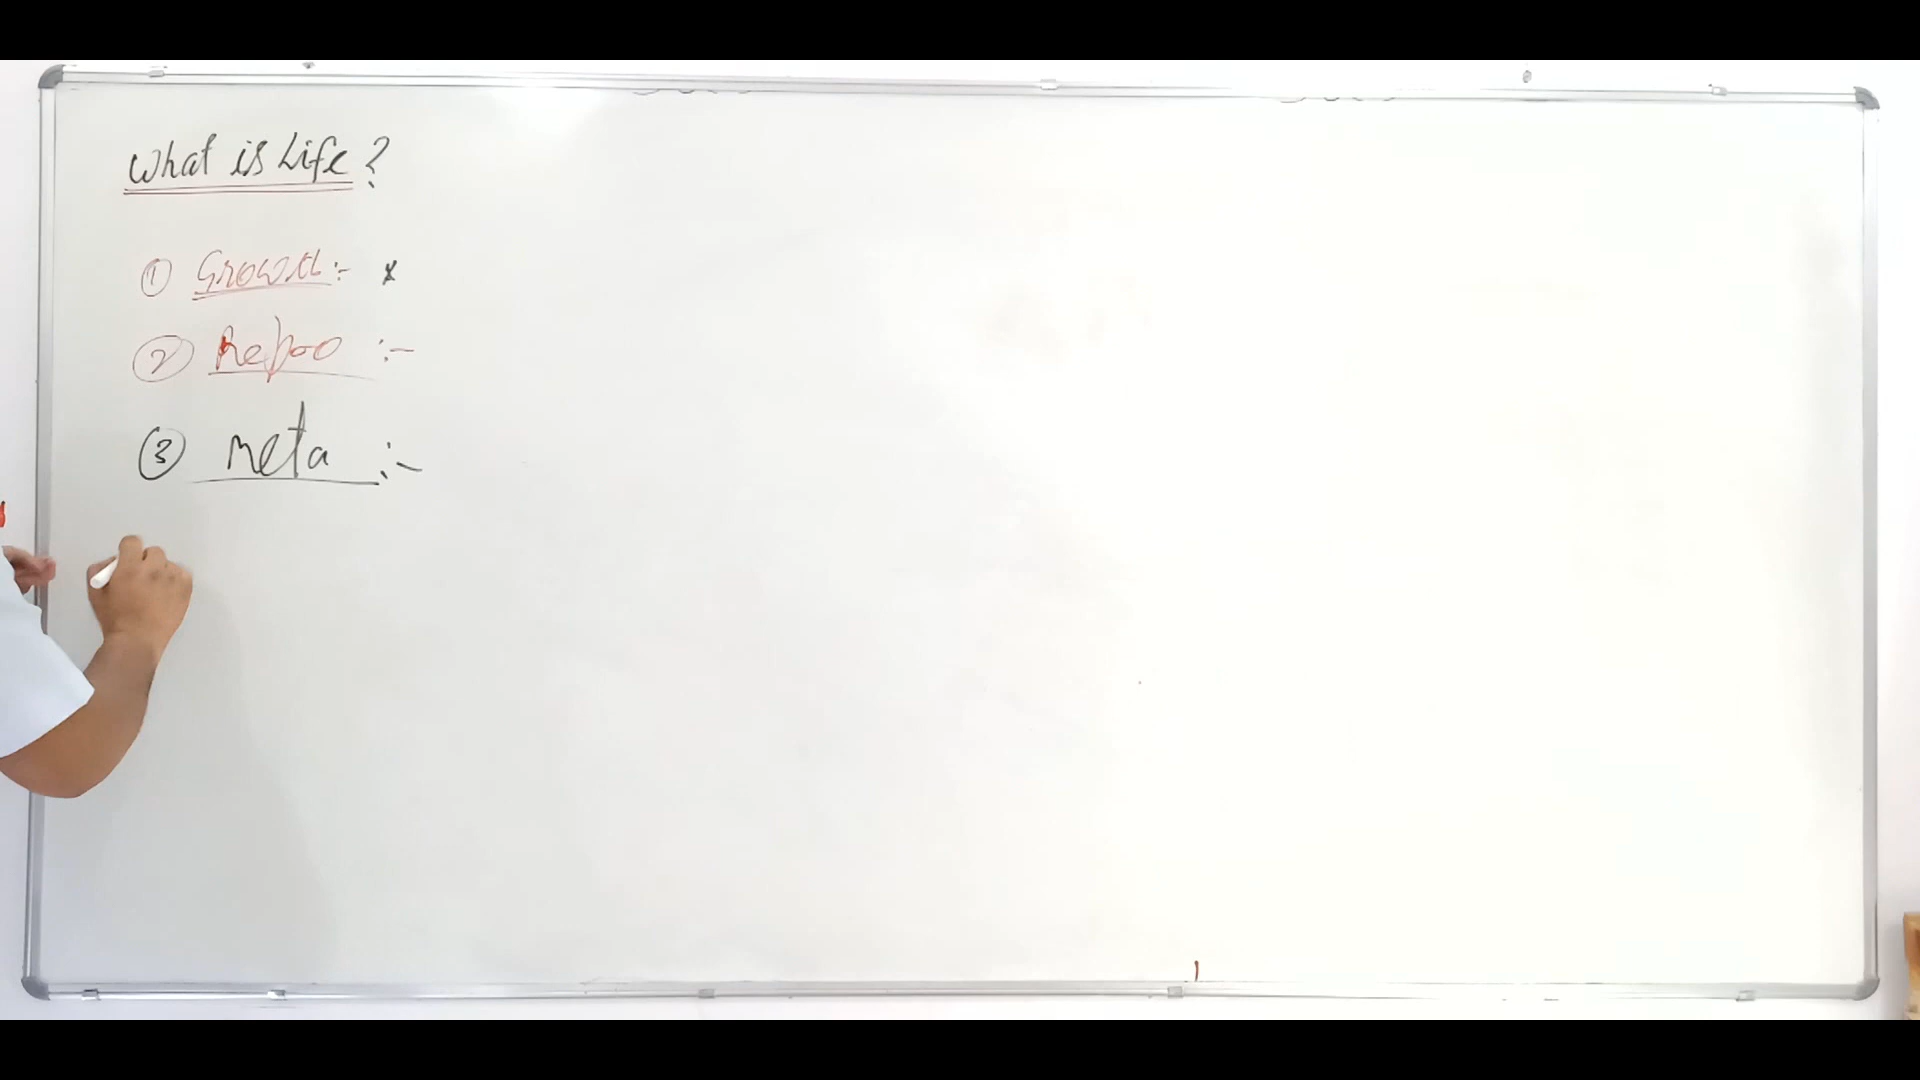 What is Life?
① Growth :- *
② Repro :-
③ meta :-